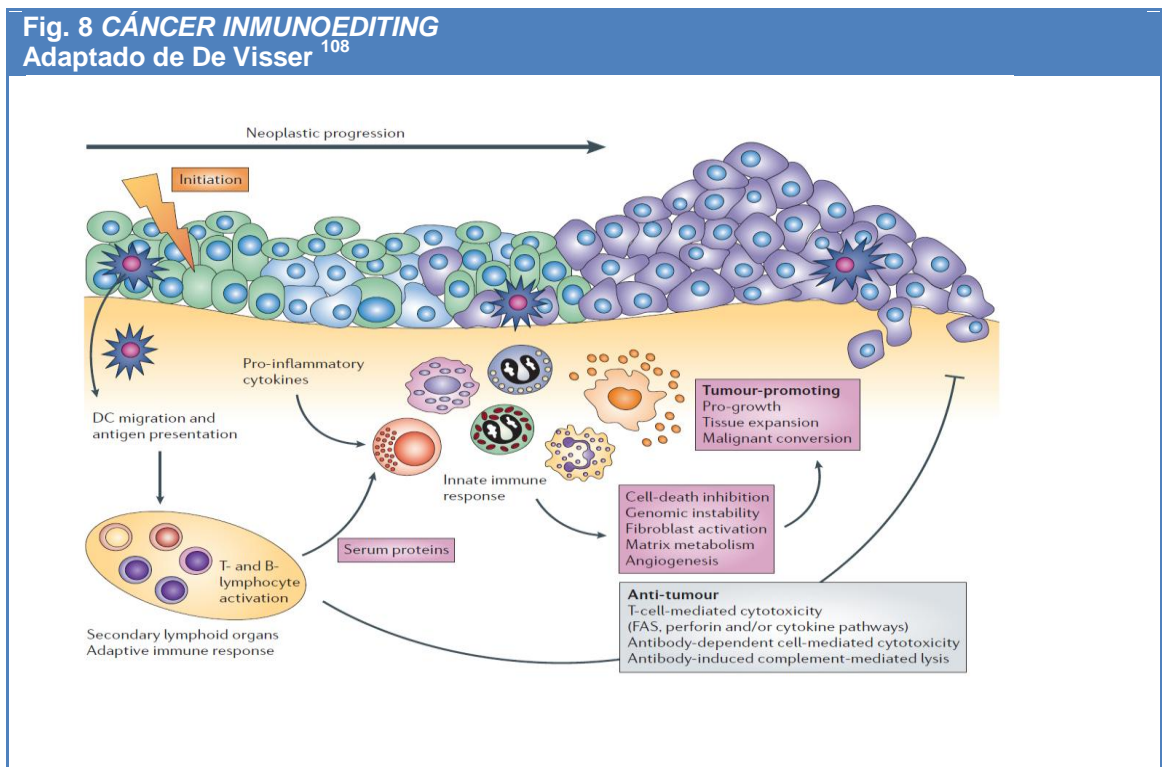 Fig. 8 CÁNCER INMUNOEDITING
Adaptado de De Visser 108
Neoplastic progression
Initiation
Pro-inflammatory
cytokines
DC migration and
antigen presentation
Innate immune
response
Tumour-promoting
Pro-growth
Tissue expansion
Malignant conversion
Cell-death inhibition
Genomic instability
Fibroblast activation
Matrix metabolism
Angiogenesis
Serum proteins
T- and B-
lymphocyte
activation
Secondary lymphoid organs
Adaptive immune response
Anti-tumour
T-cell-mediated cytotoxicity
(FAS, perforin and/or cytokine pathways)
Antibody-dependent cell-mediated cytotoxicity
Antibody-induced complement-mediated lysis